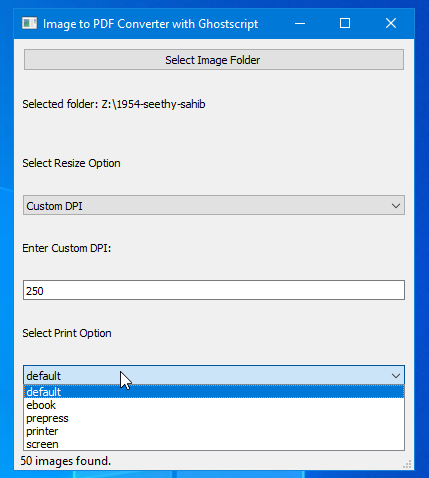 Image to PDF Converter with Ghostscript
Select Image Folder
Selected folder: Z:\1954-seethy-sahib
Select Resize Option
Custom DPI
Enter Custom DPI:
250
Select Print Option
default
default
ebook
prepress
printer
screen
50 images found.